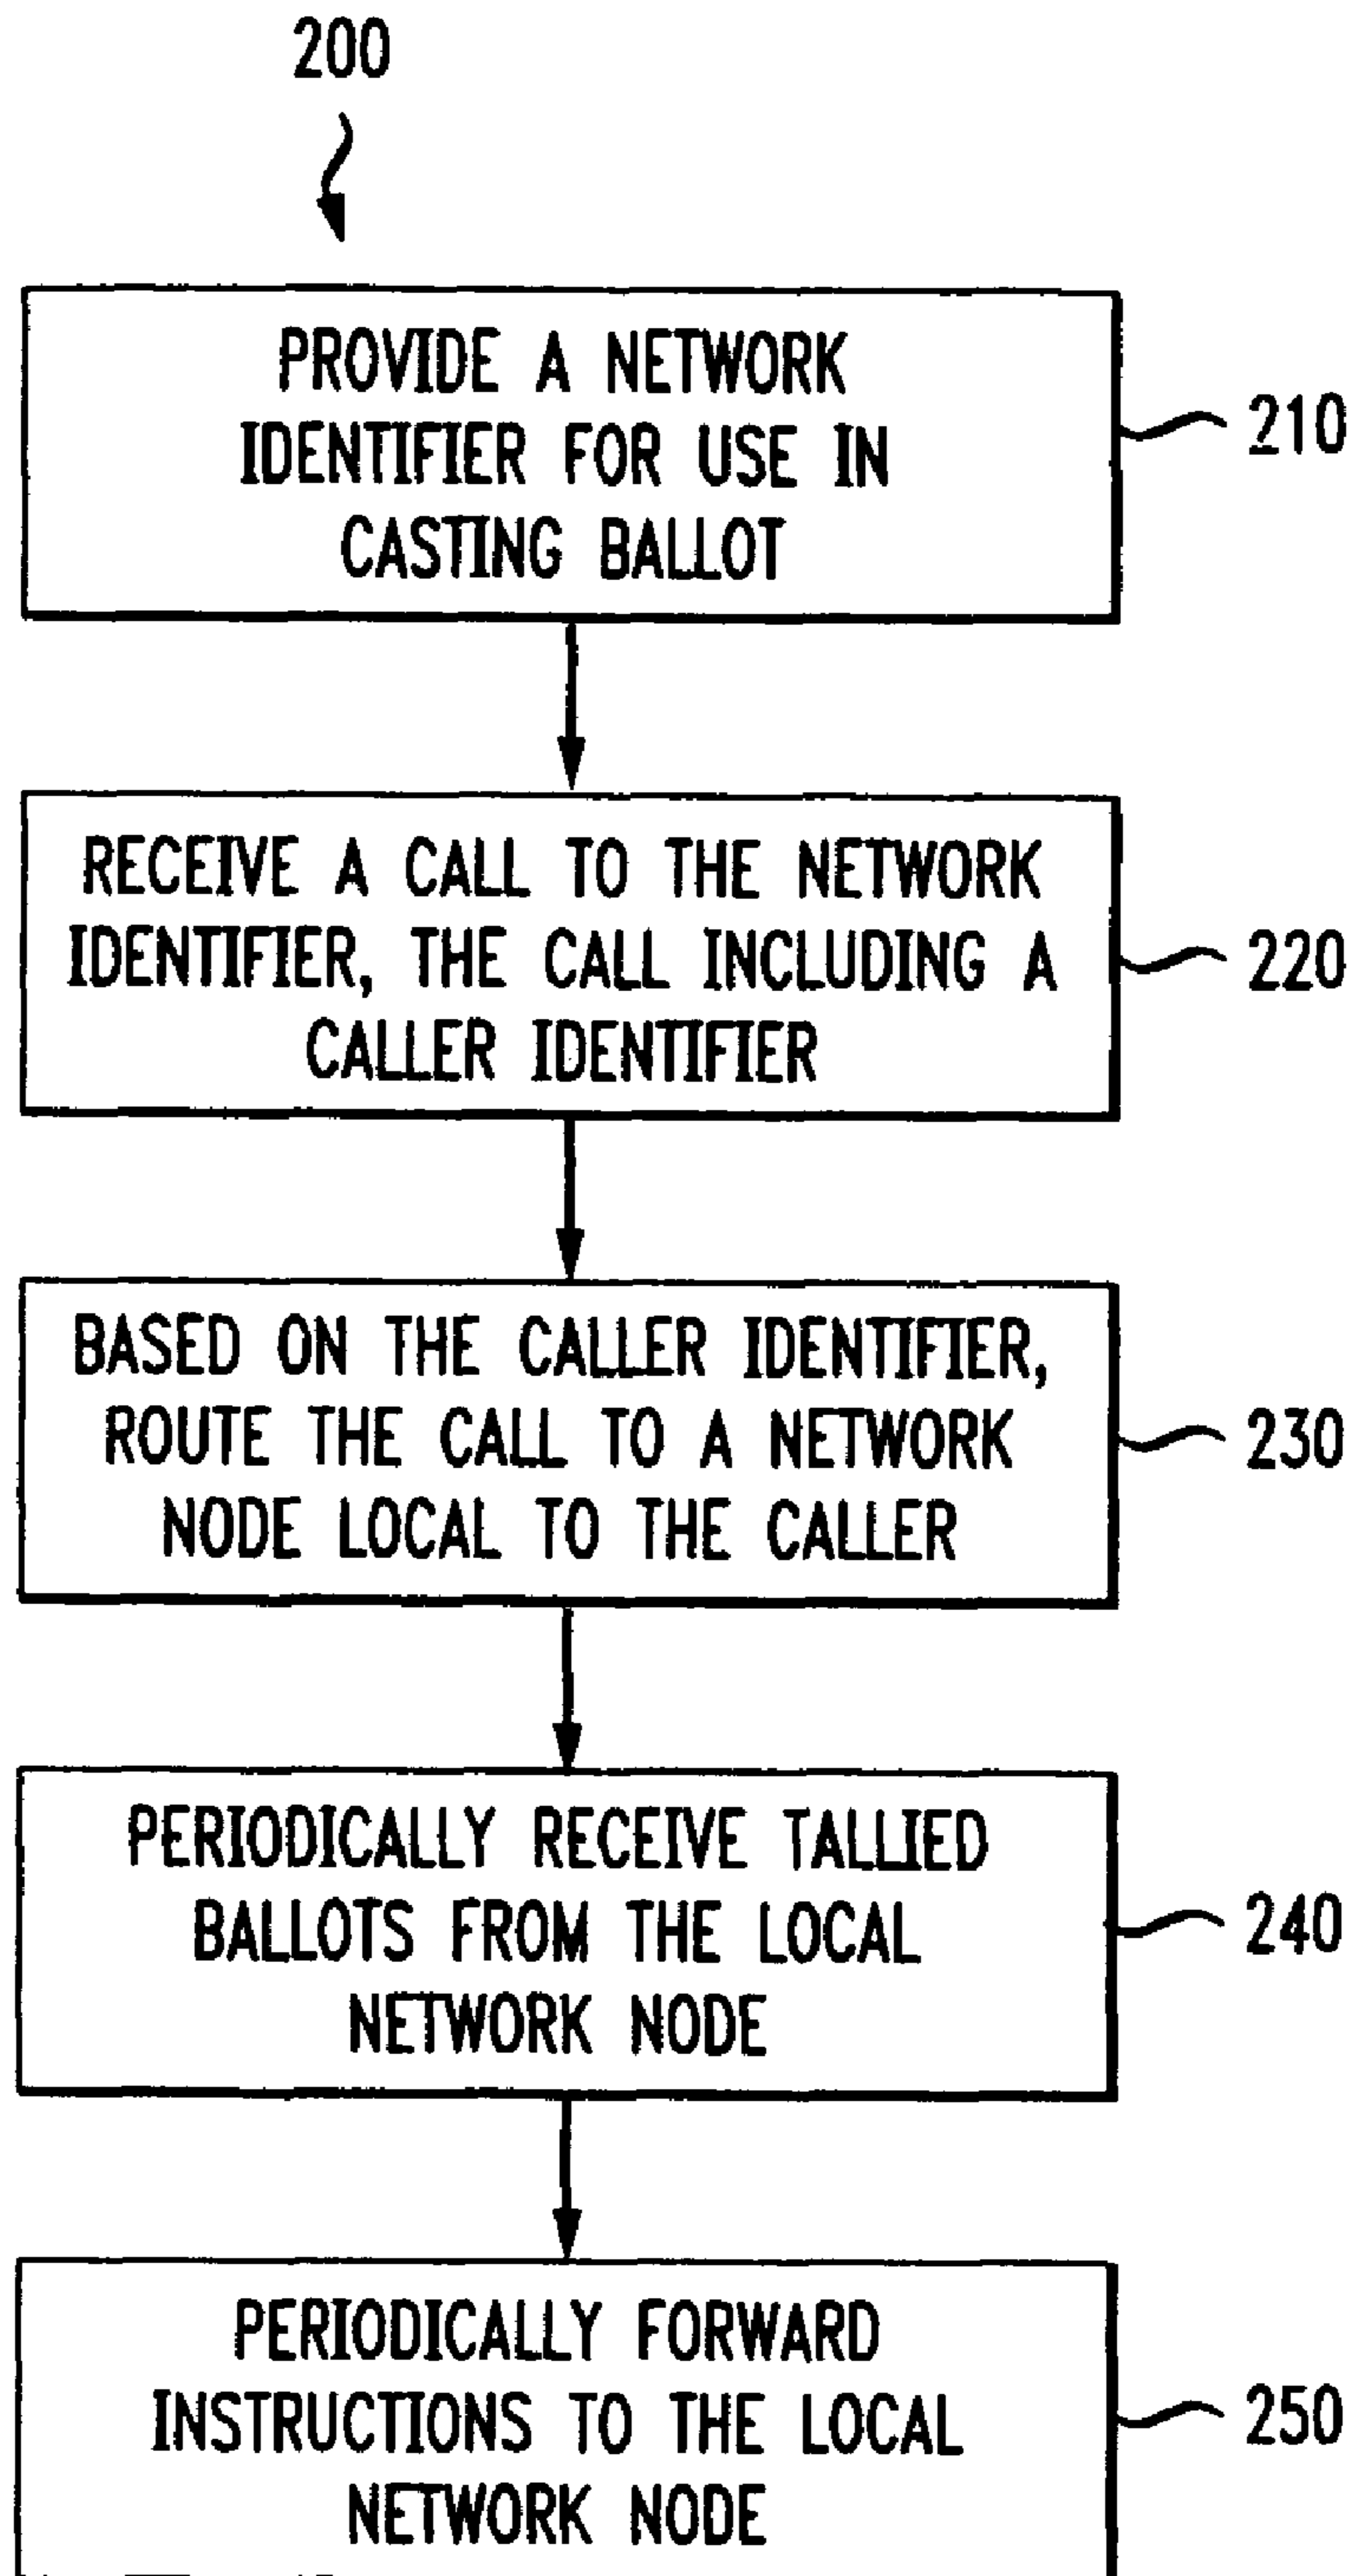 200
PROVIDE A NETWORK
IDENTIFIER FOR USE IN
CASTING BALLOT
210
RECEIVE A CALL TO THE NETWORK
IDENTIFIER, THE CALL INCLUDING A
CALLER IDENTIFIER
220
BASED ON THE CALLER IDENTIFIER,
ROUTE THE CALL TO A NETWORK
NODE LOCAL TO THE CALLER
230
PERIODICALLY RECEIVE TALLIED
BALLOTS FROM THE LOCAL
NETWORK NODE
240
PERIODICALLY FORWARD
INSTRUCTIONS TO THE LOCAL
NETWORK NODE
250